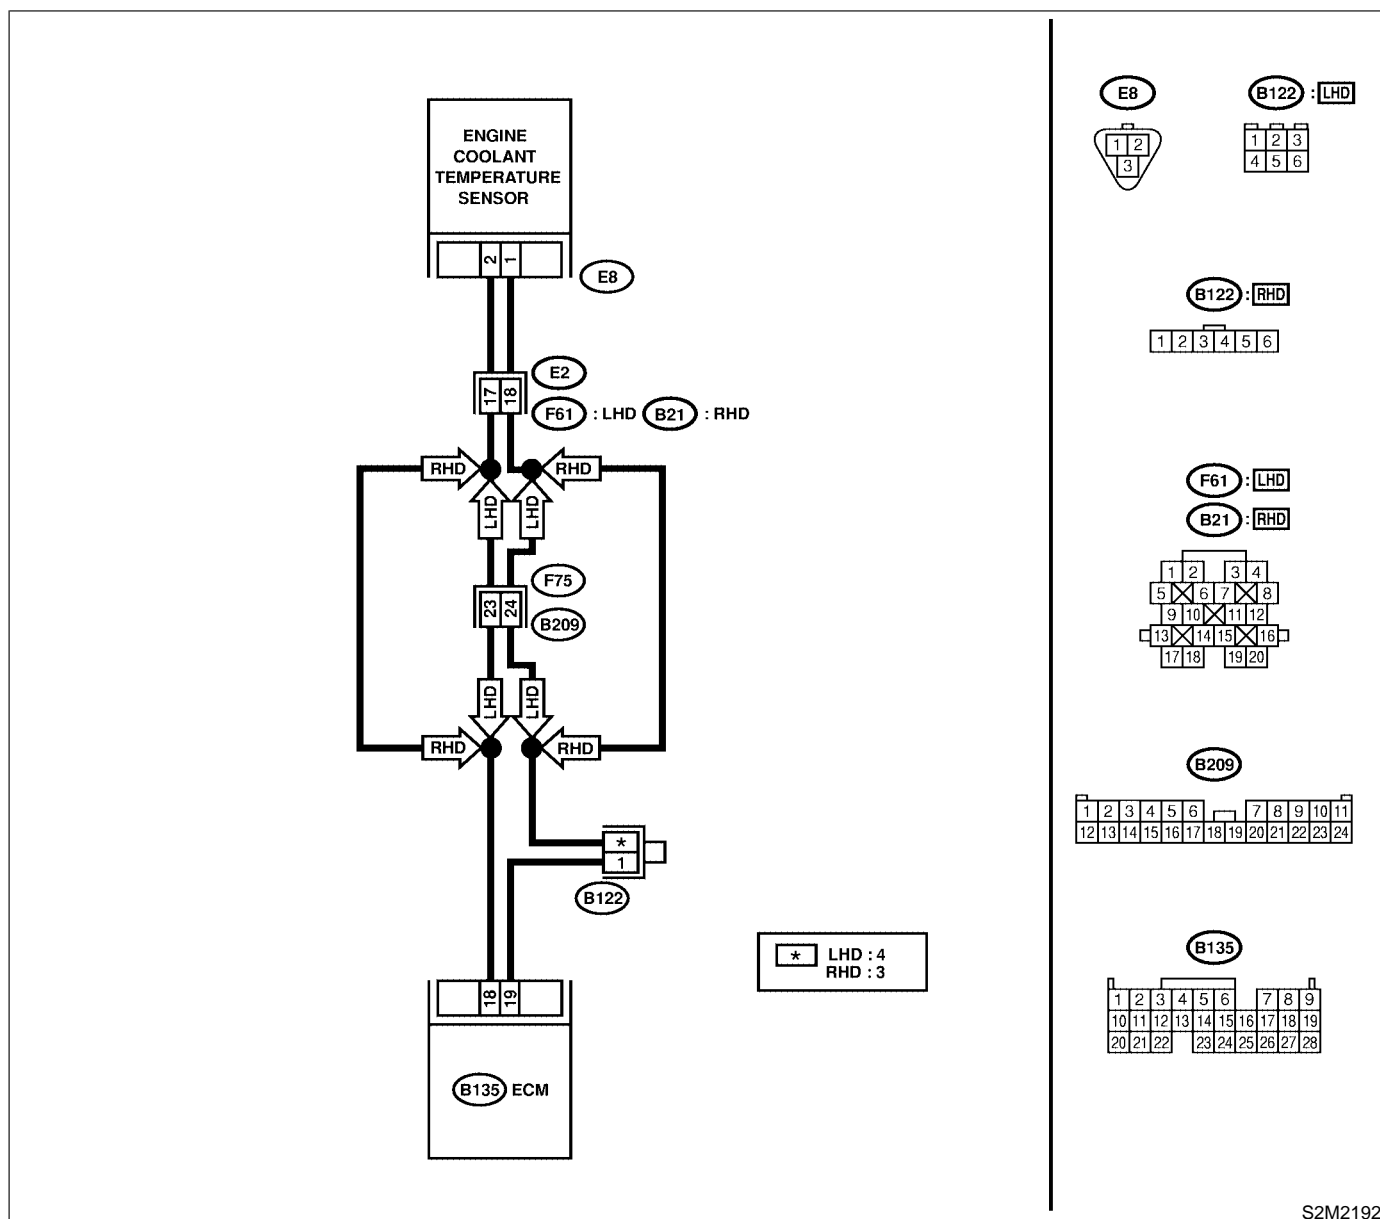 ENGINE
COOLANT
TEMPERATURE
SENSOR
2 1
E8
E2
17 18
F61 : LHD B21 : RHD
RHD RHD
LHD LHD
F75
23 24
B209
LHD LHD
RHD RHD
*
1
B122
* LHD : 4
RHD : 3
18 19
B135 ECM
E8
1 2
3
B122 : LHD
1 2 3
4 5 6
B122 : RHD
1 2 3 4 5 6
F61 : LHD
B21 : RHD
1 2 3 4
5 6 7 8
9 10 11 12
13 14 15 16
17 18 19 20
B209
1 2 3 4 5 6 7 8 9 10 11
12 13 14 15 16 17 18 19 20 21 22 23 24
B135
1 2 3 4 5 6 7 8 9
10 11 12 13 14 15 16 17 18 19
20 21 22 23 24 25 26 27 28
S2M2192